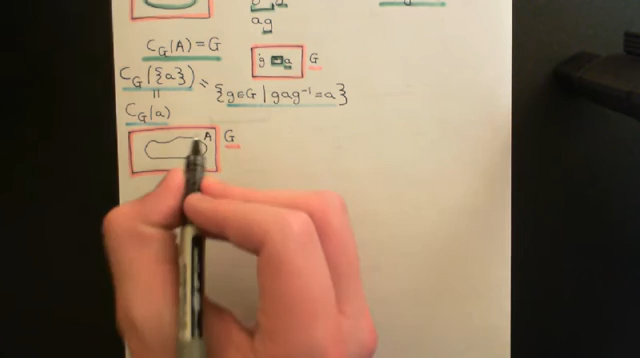 ag
C_G(A) = G
g a G
C_G({a}) = {g∈G | gag⁻¹ = a}
C_G(a)
A G